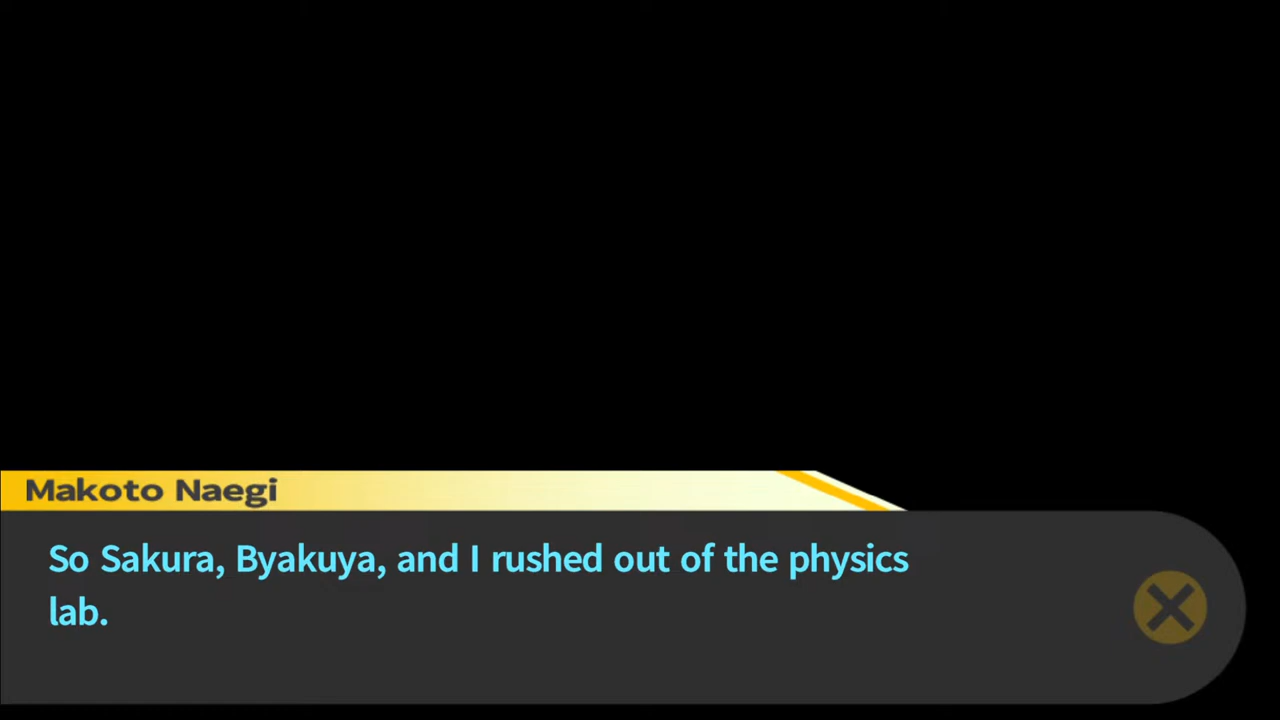 Makoto Naegi
So Sakura, Byakuya, and I rushed out of the physics
lab.